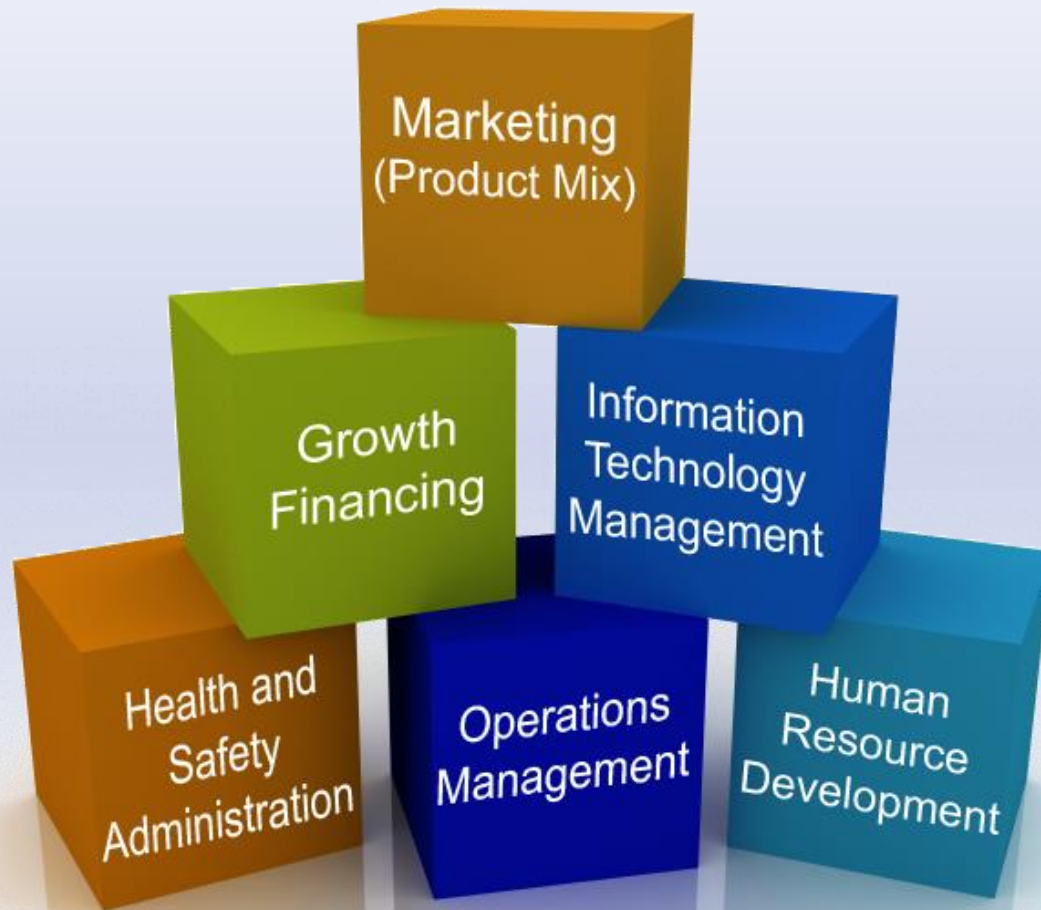 Marketing
(Product Mix)
Growth
Financing
Information
Technology
Management
Health and
Safety
Administration
Operations
Management
Human
Resource
Development